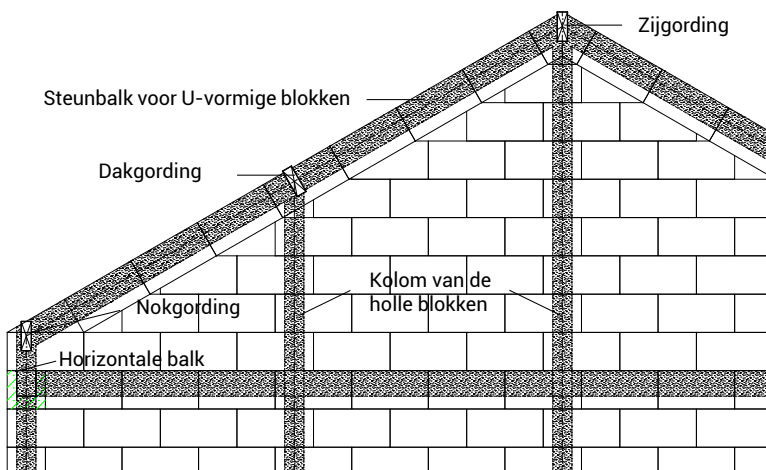 Zijgording
Steunbalk voor U-vormige blokken
Dakgording
Kolom van de
holle blokken
Nokgording
Horizontale balk